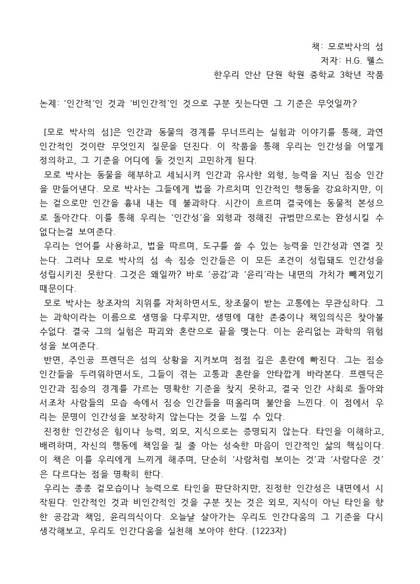 책: 모로박사의 섬
저자: H.G. 웰스
한우리 안산 단원 학원 중학교 3학년 작품
논제: '인간적'인 것과 '비인간적'인 것으로 구분 짓는다면 그 기준은 무엇일까?
[모로 박사의 섬]은 인간과 동물의 경계를 무너뜨리는 실험과 이야기를 통해, 과연
인간적인 것이란 무엇인지 질문을 던진다. 이 작품을 통해 우리는 인간성을 어떻게
정의하고, 그 기준을 어디에 둘 것인지 고민하게 된다.
모로 박사는 동물을 해부하고 세뇌시켜 인간과 유사한 외형, 능력을 지닌 짐승 인간
을 만들어낸다. 모로 박사는 그들에게 법을 가르치며 인간적인 행동을 강요하지만, 이
는 겉으로만 인간을 흉내 내는 데 불과하다. 시간이 흐르며 결국에는 동물적 본성으
로 돌아간다. 이를 통해 우리는 '인간성'을 외형과 정해진 규범만으로는 완성시킬 수
없다는걸 보여준다.
우리는 언어를 사용하고, 법을 따르며, 도구를 쓸 수 있는 능력을 인간성과 연결 짓
는다. 그러나 모로 박사의 섬 속 짐승 인간들은 이 모든 조건이 성립돼도 인간성을
성립시키진 못한다. 그것은 왜일까? 바로 '공감'과 '윤리'라는 내면의 가치가 빠져있기
때문이다.
모로 박사는 창조자의 지위를 자처하면서도, 창조물이 받는 고통에는 무관심하다. 그
는 과학이라는 이름으로 생명을 다루지만, 생명에 대한 존중이나 책임의식은 찾아볼
수없다. 결국 그의 실험은 파괴와 혼란으로 끝을 맺는다. 이는 윤리없는 과학의 위험
성을 보여준다.
반면, 주인공 프렌딕은 섬의 상황을 지켜보며 점점 깊은 혼란에 빠진다. 그는 짐승
인간들을 두려워하면서도, 그들이 겪는 고통과 혼란을 안타깝게 바라본다. 프렌딕은
인간과 짐승의 경계를 가르는 명확한 기준을 찾지 못하고, 결국 인간 사회로 돌아와
서조차 사람들의 모습 속에서 짐승 인간들을 떠올리며 불안을 느낀다. 이 점에서 우
리는 문명이 인간성을 보장하지 않는다는 것을 느낄 수 있다.
진정한 인간성은 힘이나 능력, 외모, 지식으로는 증명되지 않는다. 타인을 이해하고,
배려하며, 자신의 행동에 책임을 질 줄 아는 성숙한 마음이 인간적인 삶의 핵심이다.
이 책은 이를 우리에게 느끼게 해주며, 단순히 '사람처럼 보이는 것'과 '사람다운 것'
은 다르다는 점을 명확히 한다.
우리는 종종 겉모습이나 능력으로 타인을 판단하지만, 진정한 인간성은 내면에서 시
작된다. 인간적인 것과 비인간적인 것을 구분 짓는 것은 외모, 지식이 아닌 타인을 향
한 공감과 책임, 윤리의식이다. 오늘날 살아가는 우리도 인간다움의 그 기준을 다시
생각해보고, 우리도 인간다움을 실천해 보아야 한다. (1223자)